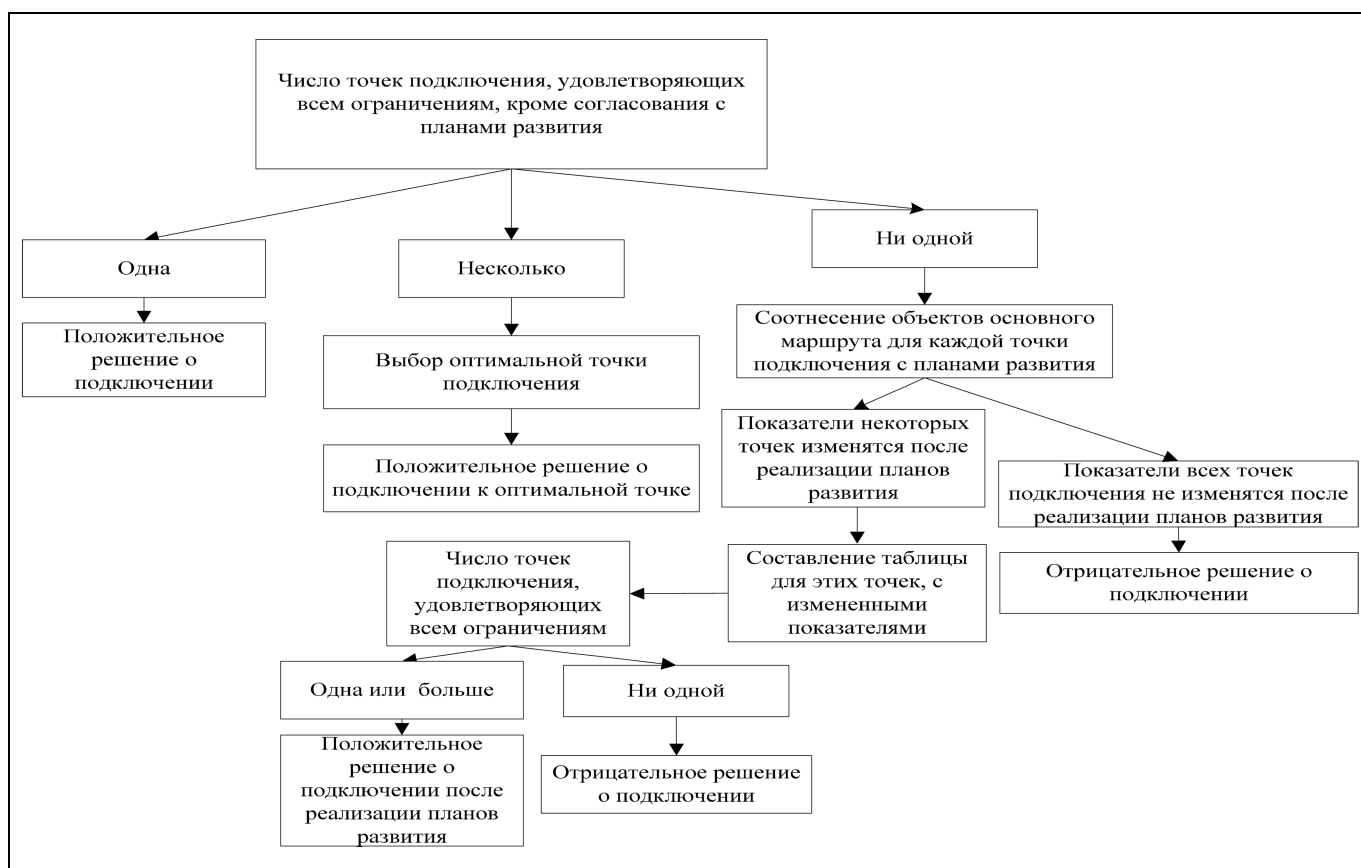 Число точек подключения, удовлетворяющих
всем ограничениям, кроме согласования с
планами развития
Одна
Несколько
Ни одной
Положительное
решение о
подключении
Выбор оптимальной точки
подключения
Соотнесение объектов основного
маршрута для каждой точки
подключения с планами развития
Положительное решение о
подключении к оптимальной точке
Показатели некоторых
точек изменятся после
реализации планов
развития
Показатели всех точек
подключения не изменятся после
реализации планов развития
Число точек
подключения,
удовлетворяющих
всем ограничениям
Составление таблицы
для этих точек, с
измененными
показателями
Отрицательное решение о
подключении
Одна или больше
Ни одной
Положительное
решение о
подключении после
реализации планов
развития
Отрицательное решение
о подключении